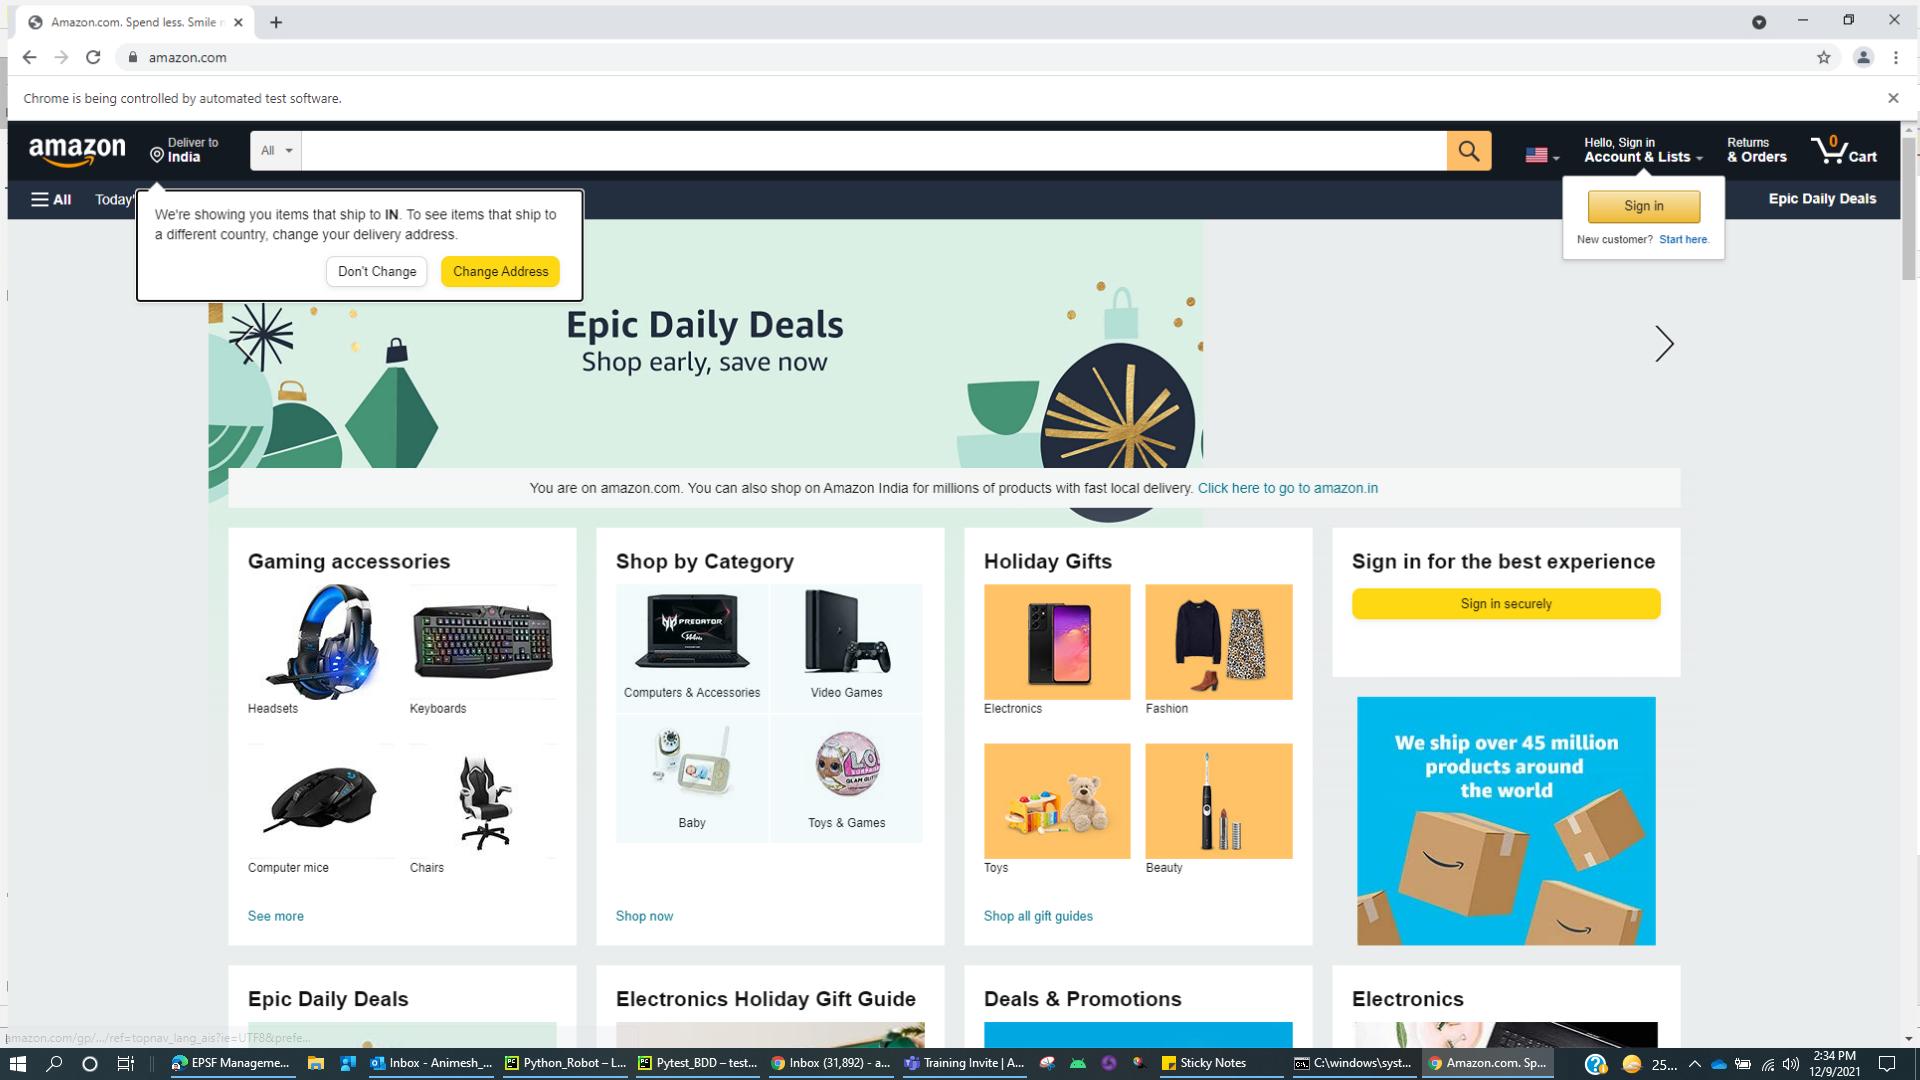 Amazon.com. Spend less. Smile
amazon.com
Chrome is being controlled by automated test software.
amazon
Deliver to
India
All
Hello, Sign in
Account & Lists
Returns
& Orders
0
Cart
All
Today'
Epic Daily Deals
We're showing you items that ship to IN. To see items that ship to
a different country, change your delivery address.
Don't Change
Change Address
Sign in
New customer? Start here.
Epic Daily Deals
Shop early, save now
You are on amazon.com. You can also shop on Amazon India for millions of products with fast local delivery. Click here to go to amazon.in
Gaming accessories
Headsets
Keyboards
Computer mice
Chairs
See more
Shop by Category
PREDATOR
Computers & Accessories
Video Games
Baby
Toys & Games
Shop now
Holiday Gifts
Electronics
Fashion
Toys
Beauty
Shop all gift guides
Sign in for the best experience
Sign in securely
We ship over 45 million
products around
the world
Epic Daily Deals
Electronics Holiday Gift Guide
Deals & Promotions
Electronics
amazon.com/gp/.../ref=topnav_lang_ais?ie=UTF8&prefe...
EPSF Manageme...
Inbox - Animesh_...
Python_Robot – L...
Pytest_BDD – test...
Inbox (31,892) - a...
Training Invite | A...
Sticky Notes
C:\windows\syst...
Amazon.com. Sp...
25...
2:34 PM
12/9/2021